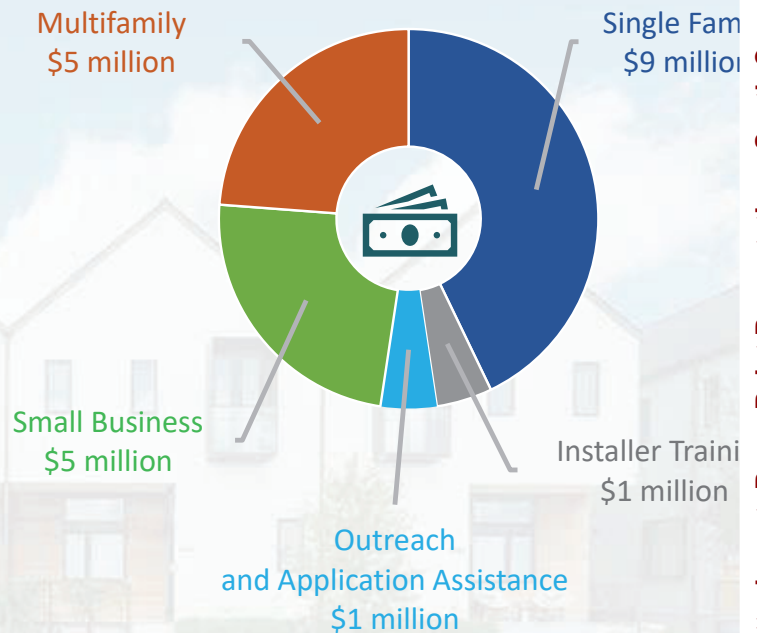 Multifamily
$5 million
Single Fam
$9 million
Small Business
$5 million
Installer Traini
$1 million
Outreach
and Application Assistance
$1 million